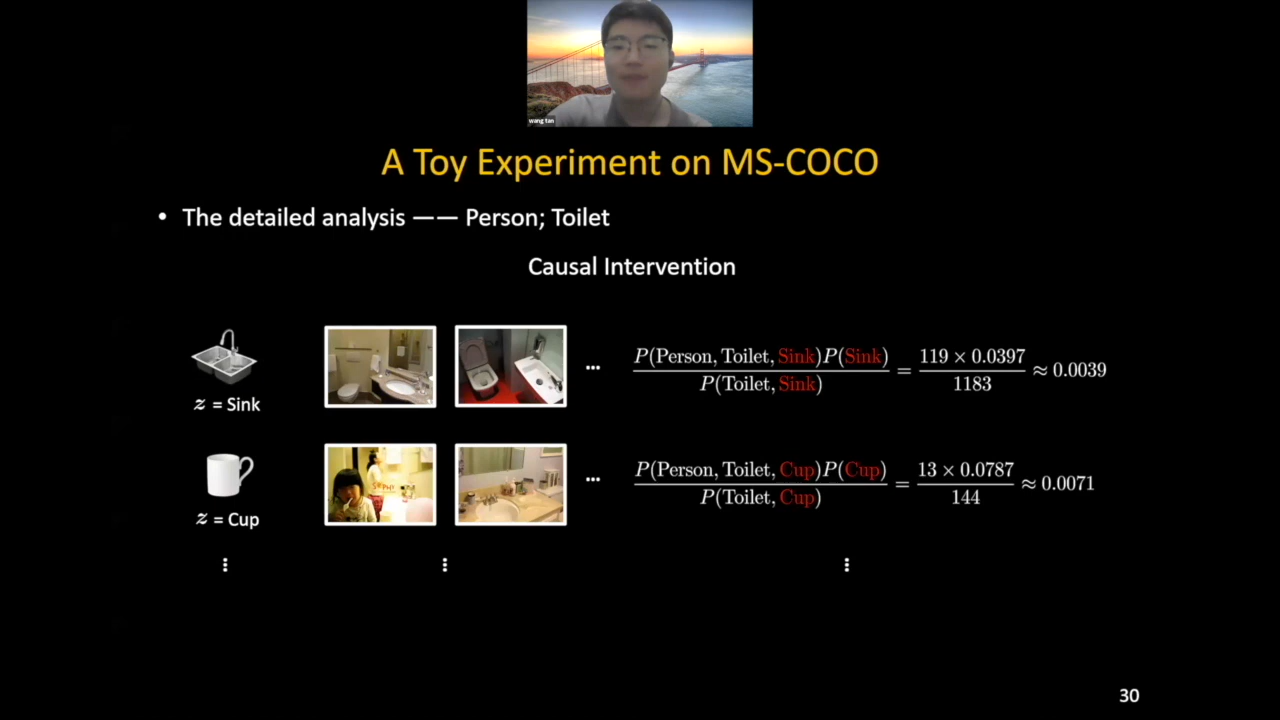 wang tan
A Toy Experiment on MS-COCO
• The detailed analysis —— Person; Toilet
Causal Intervention
z = Sink
... P(Person, Toilet, Sink)P(Sink) / P(Toilet, Sink) = 119 × 0.0397 / 1183 ≈ 0.0039
z = Cup
... P(Person, Toilet, Cup)P(Cup) / P(Toilet, Cup) = 13 × 0.0787 / 144 ≈ 0.0071
30